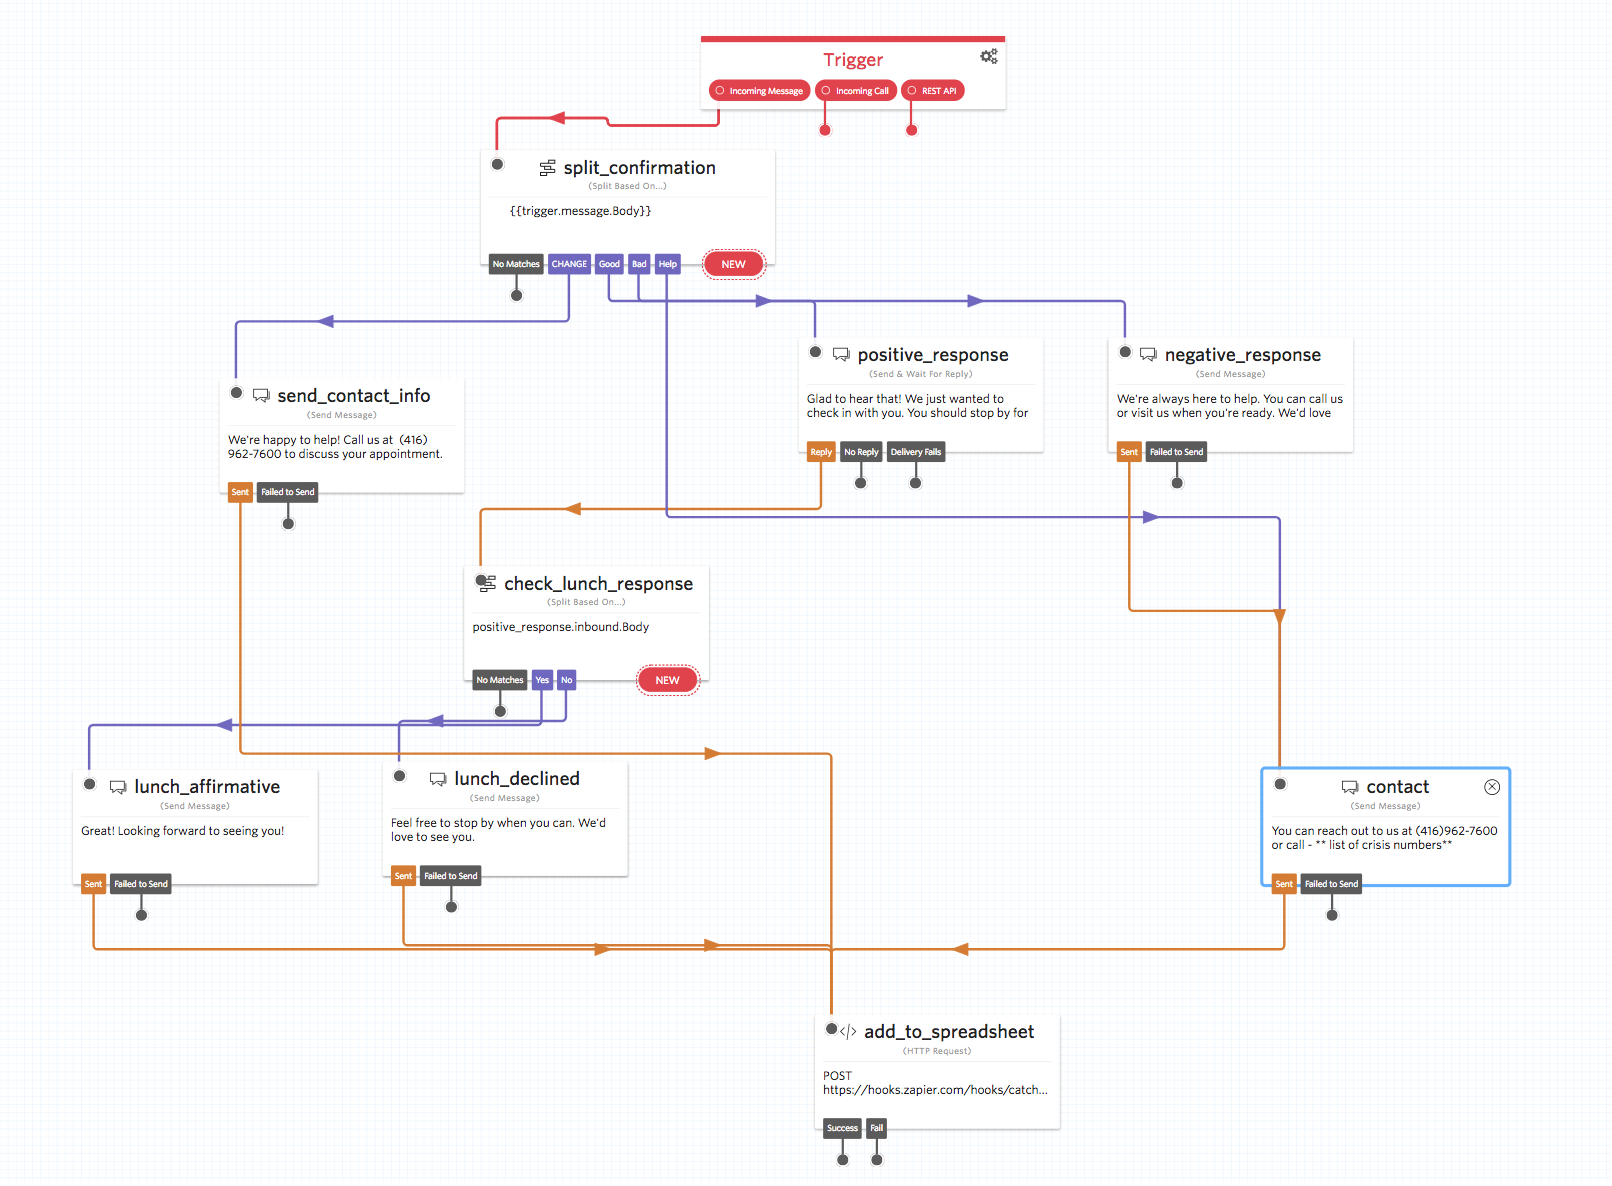 Trigger
Incoming Message
Incoming Call
REST API
split_confirmation
(Split Based On...)
{{trigger.message.Body}}
No Matches
CHANGE
Good
Bad
Help
NEW
positive_response
(Send & Wait For Reply)
Glad to hear that! We just wanted to
check in with you. You should stop by for
Reply
No Reply
Delivery Fails
negative_response
(Send Message)
We're always here to help. You can call us
or visit us when you're ready. We'd love
Sent
Failed to Send
send_contact_info
(Send Message)
We're happy to help! Call us at (416)
962-7600 to discuss your appointment.
Sent
Failed to Send
check_lunch_response
(Split Based On...)
positive_response.inbound.Body
No Matches
Yes
No
NEW
lunch_affirmative
(Send Message)
Great! Looking forward to seeing you!
Sent
Failed to Send
lunch_declined
(Send Message)
Feel free to stop by when you can. We'd
love to see you.
Sent
Failed to Send
contact
(Send Message)
You can reach out to us at (416)962-7600
or call - ** list of crisis numbers**
Sent
Failed to Send
</> add_to_spreadsheet
(HTTP Request)
POST
https://hooks.zapier.com/hooks/catch...
Success
Fail